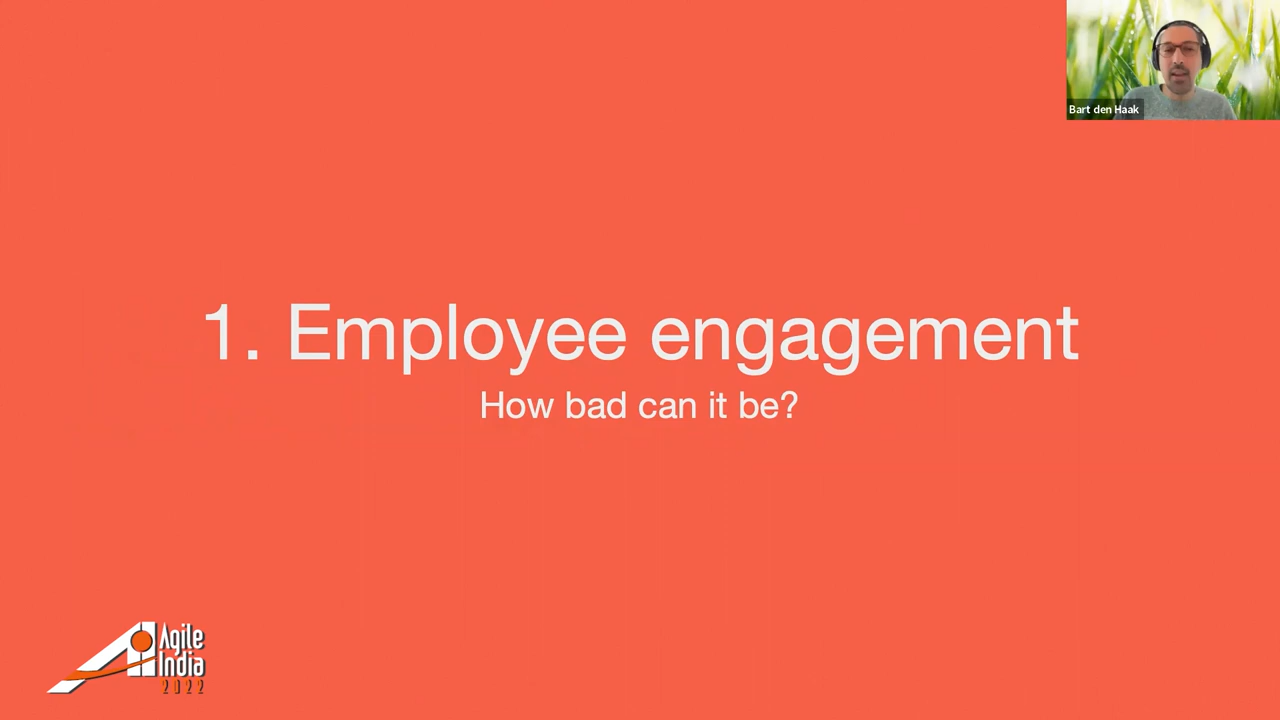 Bart den Haak
1. Employee engagement
How bad can it be?
Agile
India
2022